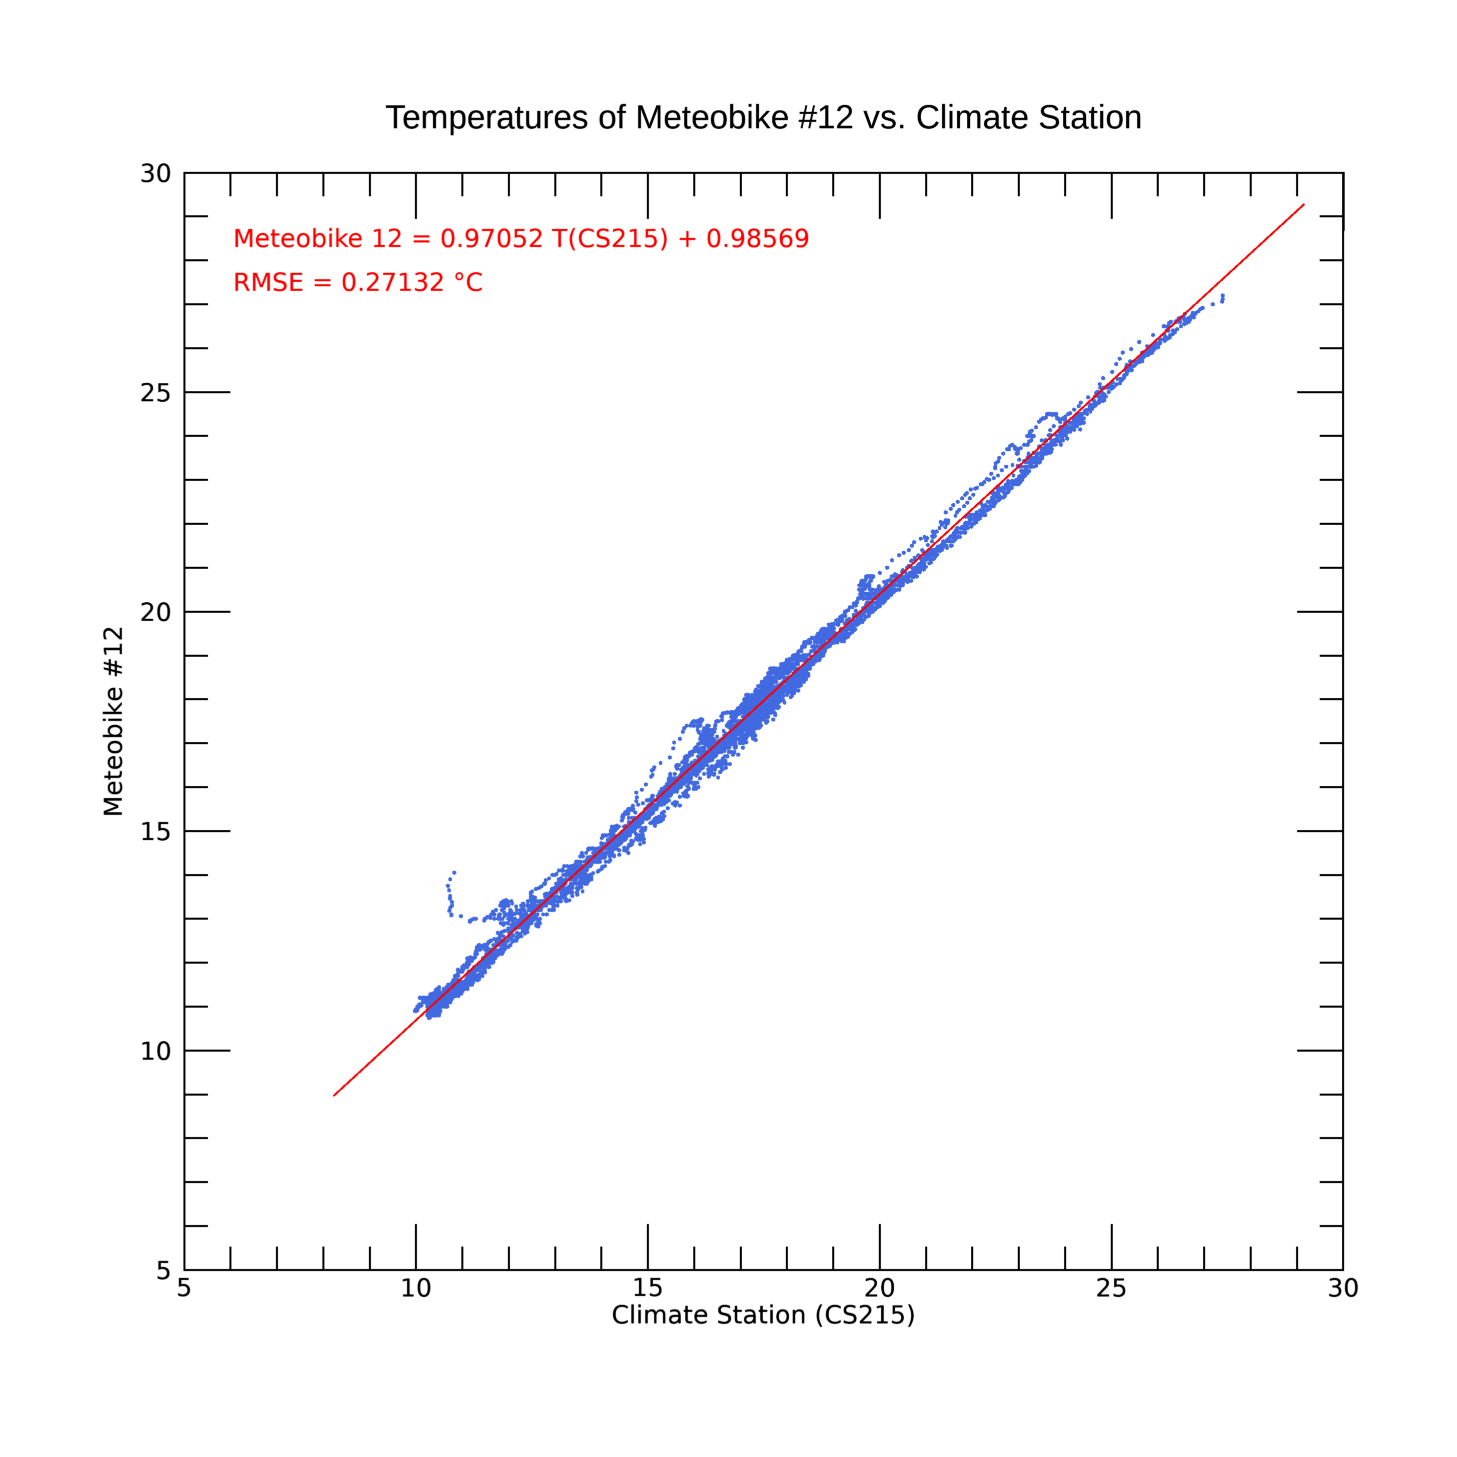 Temperatures of Meteobike #12 vs. Climate Station
30
Meteobike 12 = 0.97052 T(CS215) + 0.98569
RMSE = 0.27132 °C
25
20
Meteobike #12
15
10
5
5 10 15 20 25 30
Climate Station (CS215)